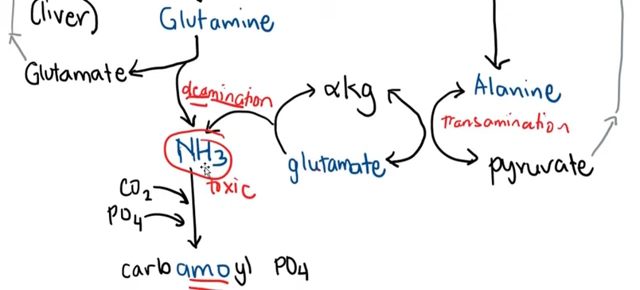 (liver)
Glutamine
Glutamate
deamination
αkg
Alanine
Transamination
NH3
toxic
glutamate
pyruvate
CO2
PO4
carbamoyl PO4